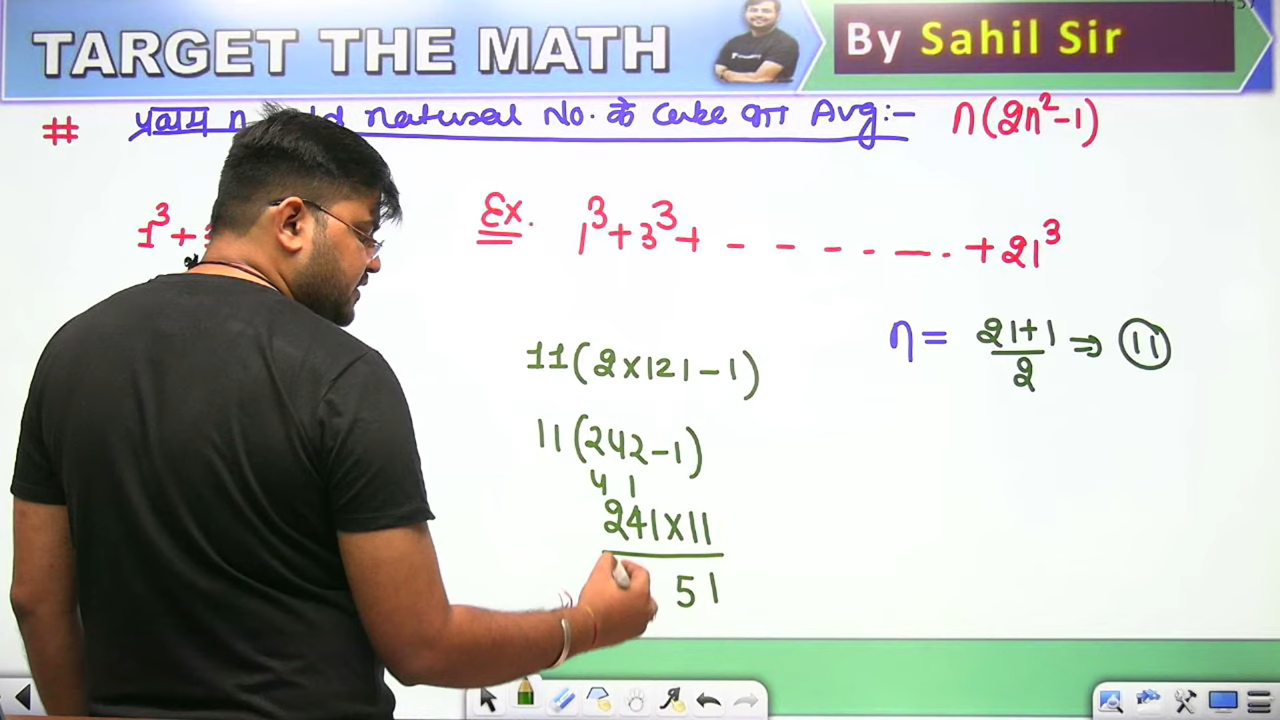 TARGET THE MATH
By Sahil Sir
# n natural No. के Cube का Avg:- n(2n²-1)
1³+3
Ex. 1³+3³+ - - - - - - +21³
n= 21+1/2 ⇒ 11
11(2×121-1)
11(242-1)
4 1
241×11
51